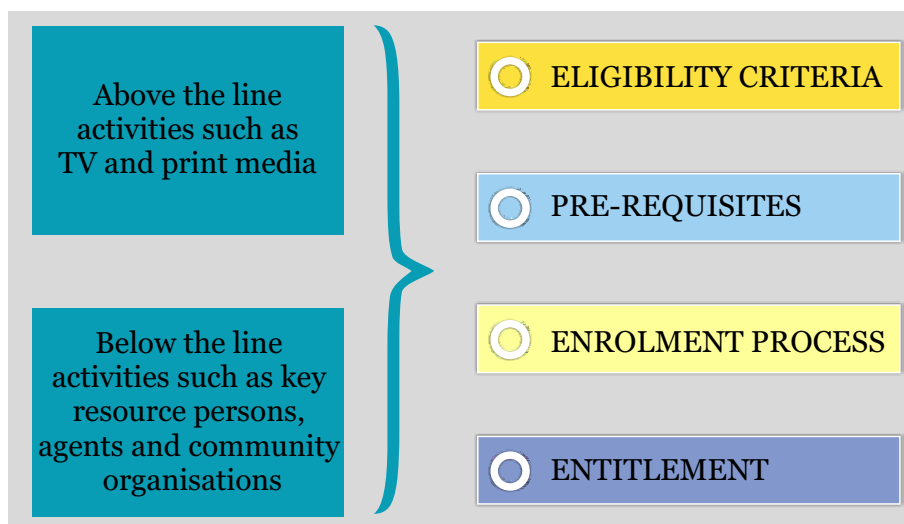 Above the line
activities such as
TV and print media
Below the line
activities such as key
resource persons,
agents and community
organisations
ELIGIBILITY CRITERIA
PRE-REQUISITES
ENROLMENT PROCESS
ENTITLEMENT